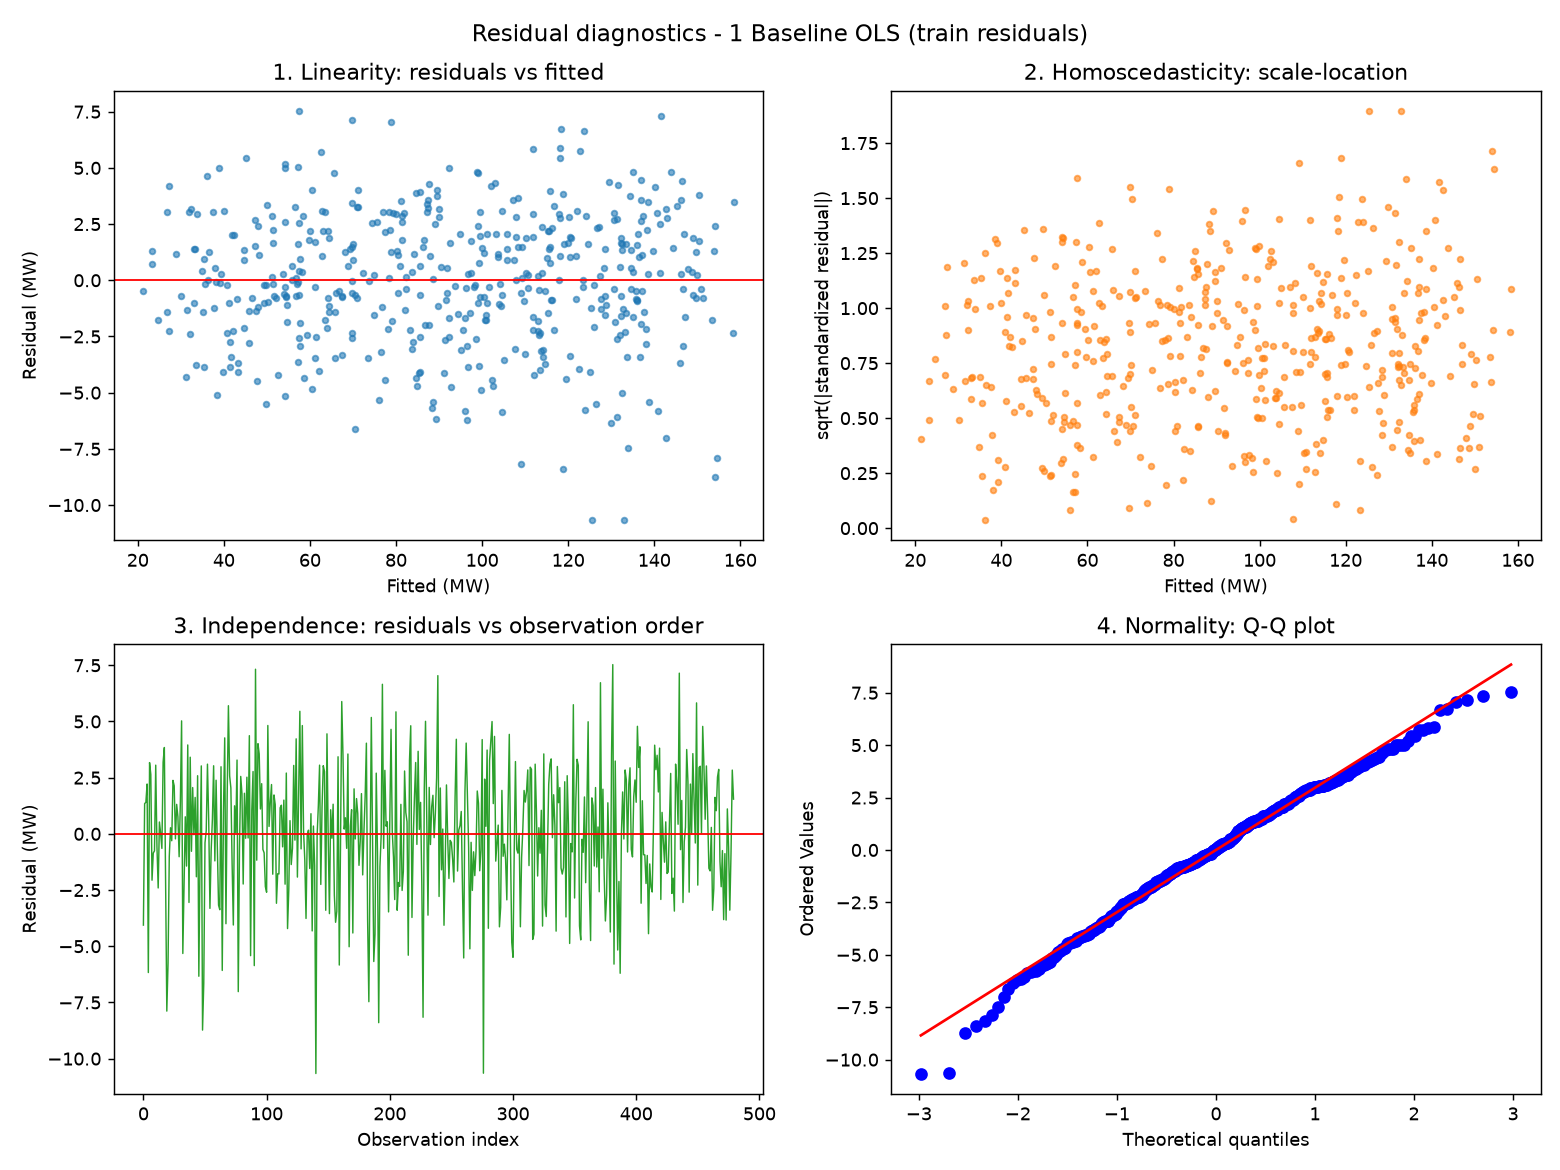 Residual diagnostics - 1 Baseline OLS (train residuals)
1. Linearity: residuals vs fitted
7.5
5.0
2.5
0.0
−2.5
−5.0
−7.5
−10.0
Residual (MW)
20 40 60 80 100 120 140 160
Fitted (MW)
2. Homoscedasticity: scale-location
1.75
1.50
1.25
1.00
0.75
0.50
0.25
0.00
sqrt(|standardized residual|)
20 40 60 80 100 120 140 160
Fitted (MW)
3. Independence: residuals vs observation order
7.5
5.0
2.5
0.0
−2.5
−5.0
−7.5
−10.0
Residual (MW)
0 100 200 300 400 500
Observation index
4. Normality: Q-Q plot
7.5
5.0
2.5
0.0
−2.5
−5.0
−7.5
−10.0
Ordered Values
−3 −2 −1 0 1 2 3
Theoretical quantiles